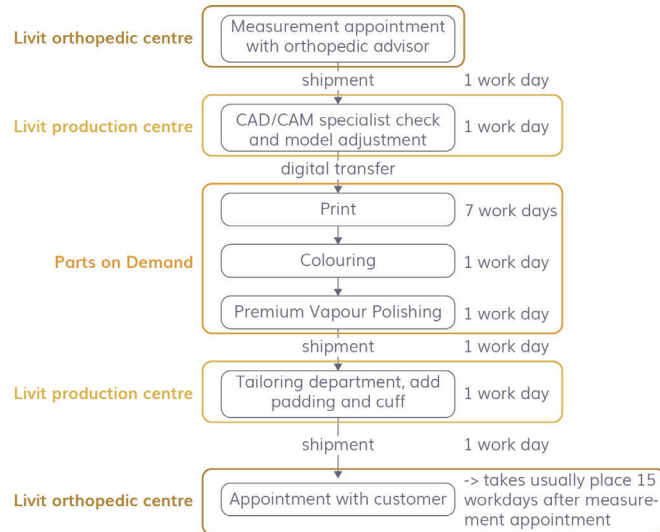 Livit orthopedic centre
Measurement appointment
with orthopedic advisor
shipment 1 work day
Livit production centre
CAD/CAM specialist check
and model adjustment
1 work day
digital transfer
Parts on Demand
Print 7 work days
Colouring 1 work day
Premium Vapour Polishing 1 work day
shipment 1 work day
Livit production centre
Tailoring department, add
padding and cuff
1 work day
shipment 1 work day
Livit orthopedic centre
Appointment with customer
-> takes usually place 15
workdays after measure-
ment appointment